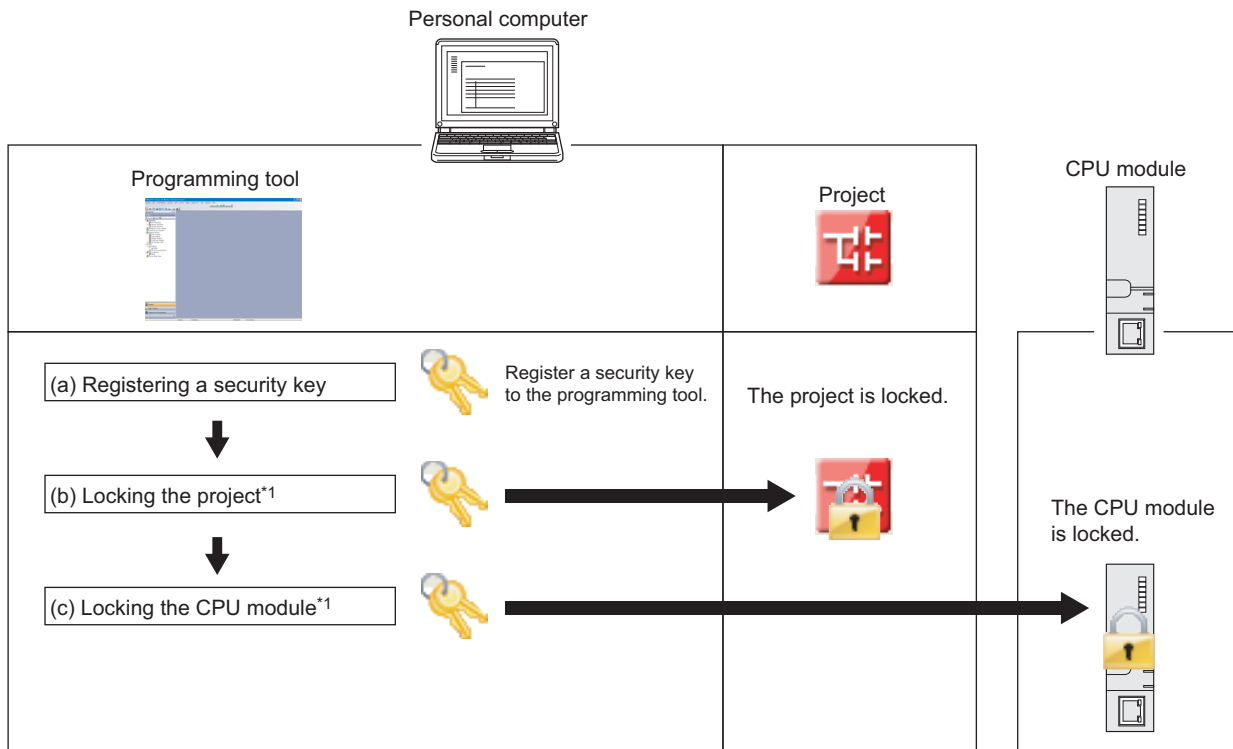 Personal computer
Programming tool
Project
CPU module
(a) Registering a security key
Register a security key
to the programming tool.
The project is locked.
(b) Locking the project*1
The CPU module
is locked.
(c) Locking the CPU module*1